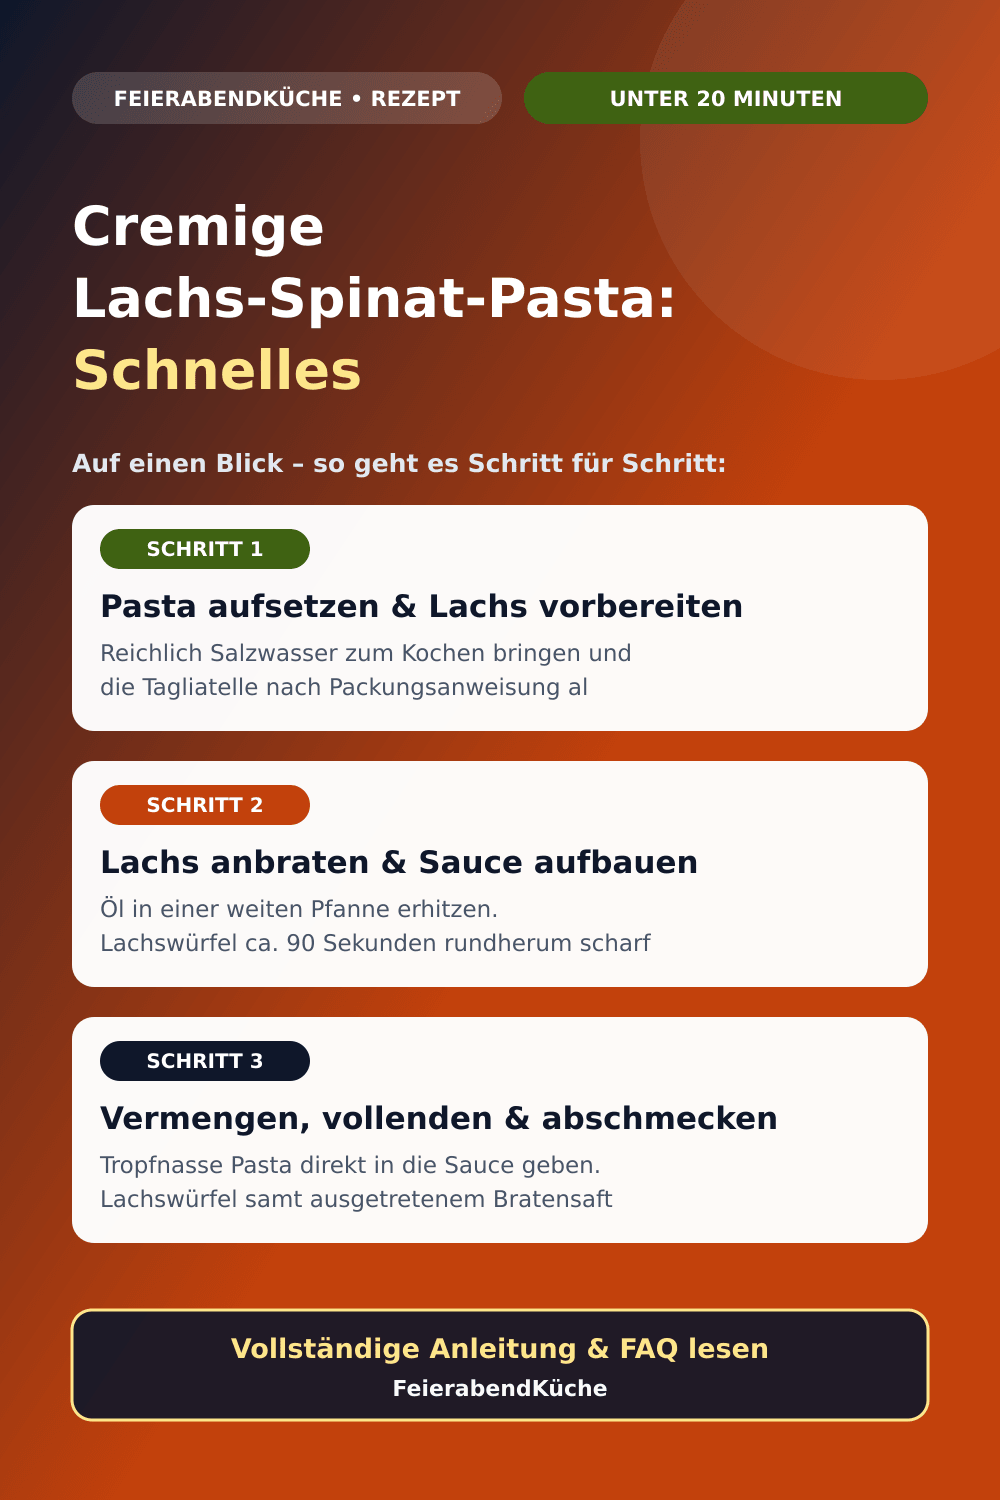 FEIERABENDKÜCHE • REZEPT
UNTER 20 MINUTEN
Cremige
Lachs-Spinat-Pasta:
Schnelles
Auf einen Blick – so geht es Schritt für Schritt:
SCHRITT 1
Pasta aufsetzen & Lachs vorbereiten
Reichlich Salzwasser zum Kochen bringen und
die Tagliatelle nach Packungsanweisung al
SCHRITT 2
Lachs anbraten & Sauce aufbauen
Öl in einer weiten Pfanne erhitzen.
Lachswürfel ca. 90 Sekunden rundherum scharf
SCHRITT 3
Vermengen, vollenden & abschmecken
Tropfnasse Pasta direkt in die Sauce geben.
Lachswürfel samt ausgetretenem Bratensaft
Vollständige Anleitung & FAQ lesen
FeierabendKüche